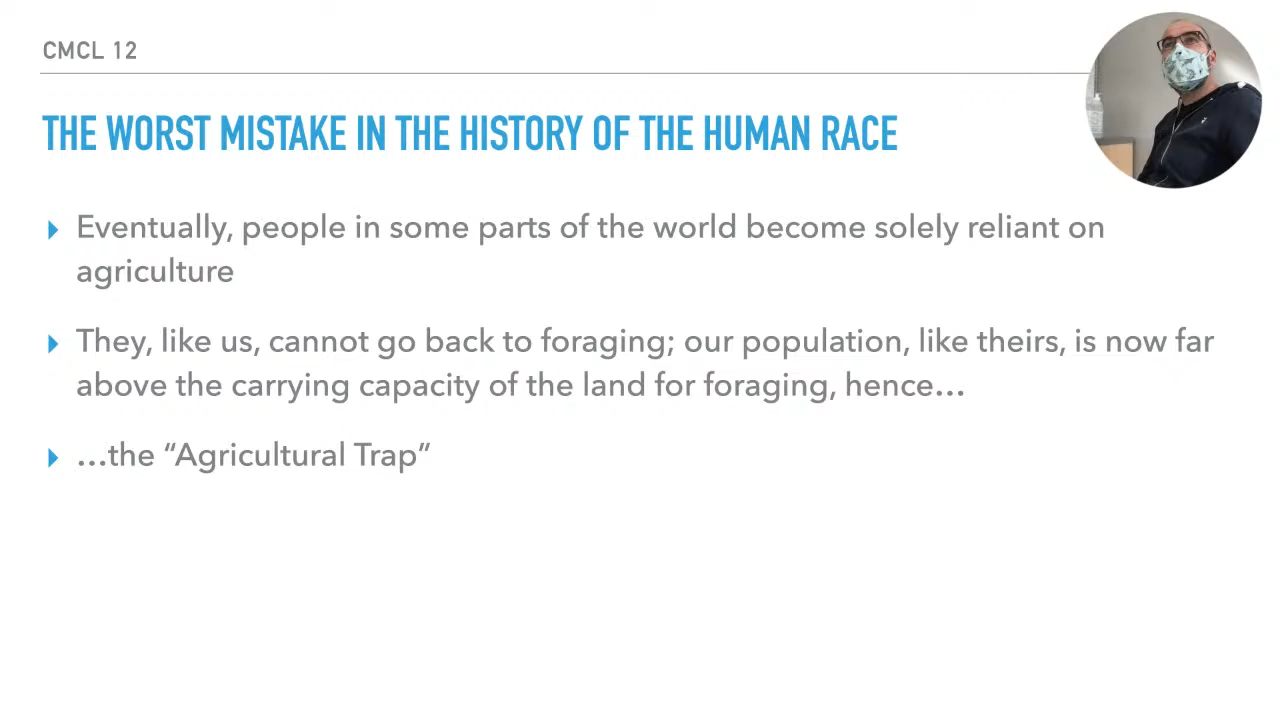 CMCL 12
THE WORST MISTAKE IN THE HISTORY OF THE HUMAN RACE
Eventually, people in some parts of the world become solely reliant on
agriculture
They, like us, cannot go back to foraging; our population, like theirs, is now far
above the carrying capacity of the land for foraging, hence…
…the “Agricultural Trap”